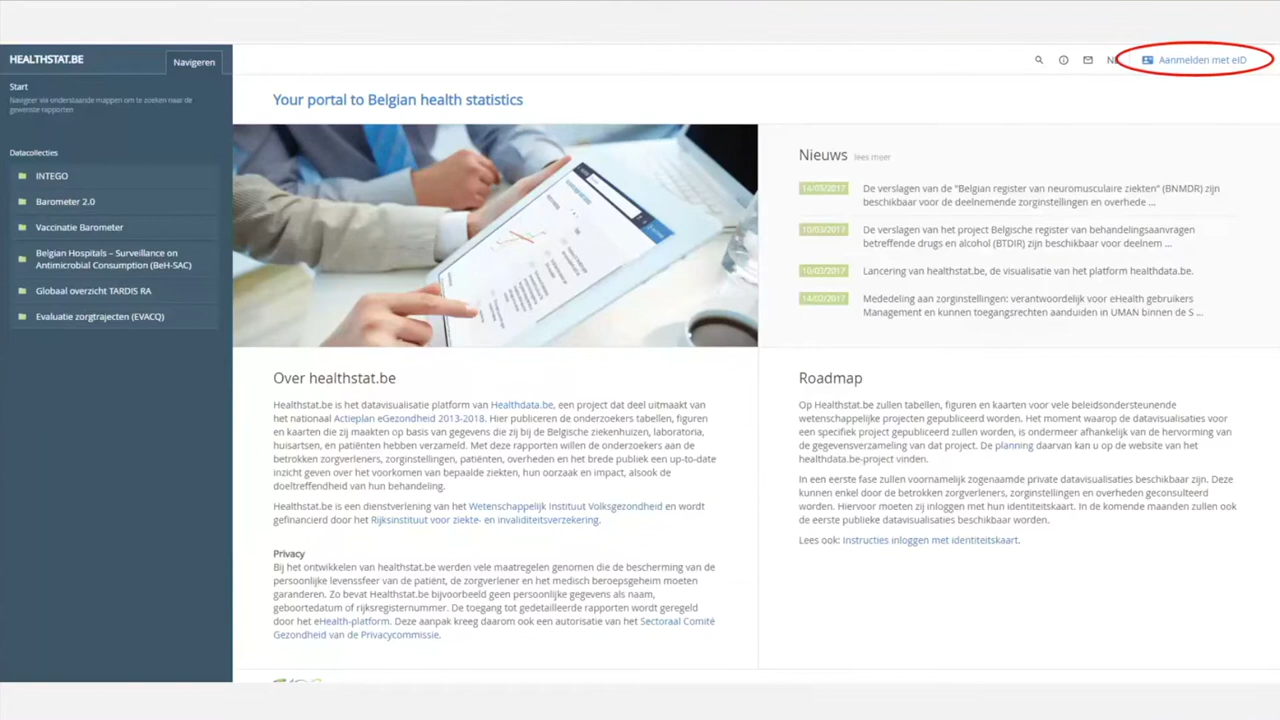 HEALTHSTAT.BE
Navigeren
Aanmelden met eID
Start
Navigeer via onderstaande mappen om te zoeken naar de
gewenste rapporten
Datacollecties
INTEGO
Barometer 2.0
Vaccinatie Barometer
Belgian Hospitals – Surveillance on
Antimicrobial Consumption (BeH-SAC)
Globaal overzicht TARDIS RA
Evaluatie zorgtrajecten (EVACQ)
Your portal to Belgian health statistics
Nieuws lees meer
14/05/2017 De verslagen van de "Belgian register van neuromusculaire ziekten" (BNMDR) zijn
beschikbaar voor de deelnemende zorginstellingen en overhede ...
10/03/2017 De verslagen van het project Belgische register van behandelingsaanvragen
betreffende drugs en alcohol (BTDIR) zijn beschikbaar voor deelnem ...
10/03/2017 Lancering van healthstat.be, de visualisatie van het platform healthdata.be.
14/02/2017 Mededeling aan zorginstellingen: verantwoordelijk voor eHealth gebruikers
Management en kunnen toegangsrechten aanduiden in UMAN binnen de S ...
Over healthstat.be
Healthstat.be is het datavisualisatie platform van Healthdata.be, een project dat deel uitmaakt van
het nationaal Actieplan eGezondheid 2013-2018. Hier publiceren de onderzoekers tabellen, figuren
en kaarten die zij maakten op basis van gegevens die zij bij de Belgische ziekenhuizen, laboratoria,
huisartsen, en patiënten hebben verzameld. Met deze rapporten willen de onderzoekers aan de
betrokken zorgverleners, zorginstellingen, patiënten, overheden en het brede publiek een up-to-date
inzicht geven over het voorkomen van bepaalde ziekten, hun oorzaak en impact, alsook de
doeltreffendheid van hun behandeling.
Healthstat.be is een dienstverlening van het Wetenschappelijk Instituut Volksgezondheid en wordt
gefinancierd door het Rijksinstituut voor ziekte- en invaliditeitsverzekering.
Privacy
Bij het ontwikkelen van healthstat.be werden vele maatregelen genomen die de bescherming van de
persoonlijke levenssfeer van de patiënt, de zorgverlener en het medisch beroepsgeheim moeten
garanderen. Zo bevat Healthstat.be bijvoorbeeld geen persoonlijke gegevens als naam,
geboortedatum of rijksregisternummer. De toegang tot gedetailleerde rapporten wordt geregeld
door het eHealth-platform. Deze aanpak kreeg daarom ook een autorisatie van het Sectoraal Comité
Gezondheid van de Privacycommissie.
Roadmap
Op Healthstat.be zullen tabellen, figuren en kaarten voor vele beleidsondersteunende
wetenschappelijke projecten gepubliceerd worden. Het moment waarop de datavisualisaties voor
een specifiek project gepubliceerd zullen worden, is ondermeer afhankelijk van de hervorming van
de gegevensverzameling van dat project. De planning daarvan kan u op de website van het
healthdata.be-project vinden.
In een eerste fase zullen voornamelijk zogenaamde private datavisualisaties beschikbaar zijn. Deze
kunnen enkel door de betrokken zorgverleners, zorginstellingen en overheden geconsulteerd
worden. Hiervoor moeten zij inloggen met hun identiteitskaart. In de komende maanden zullen ook
de eerste publieke datavisualisaties beschikbaar worden.
Lees ook: Instructies inloggen met identiteitskaart.